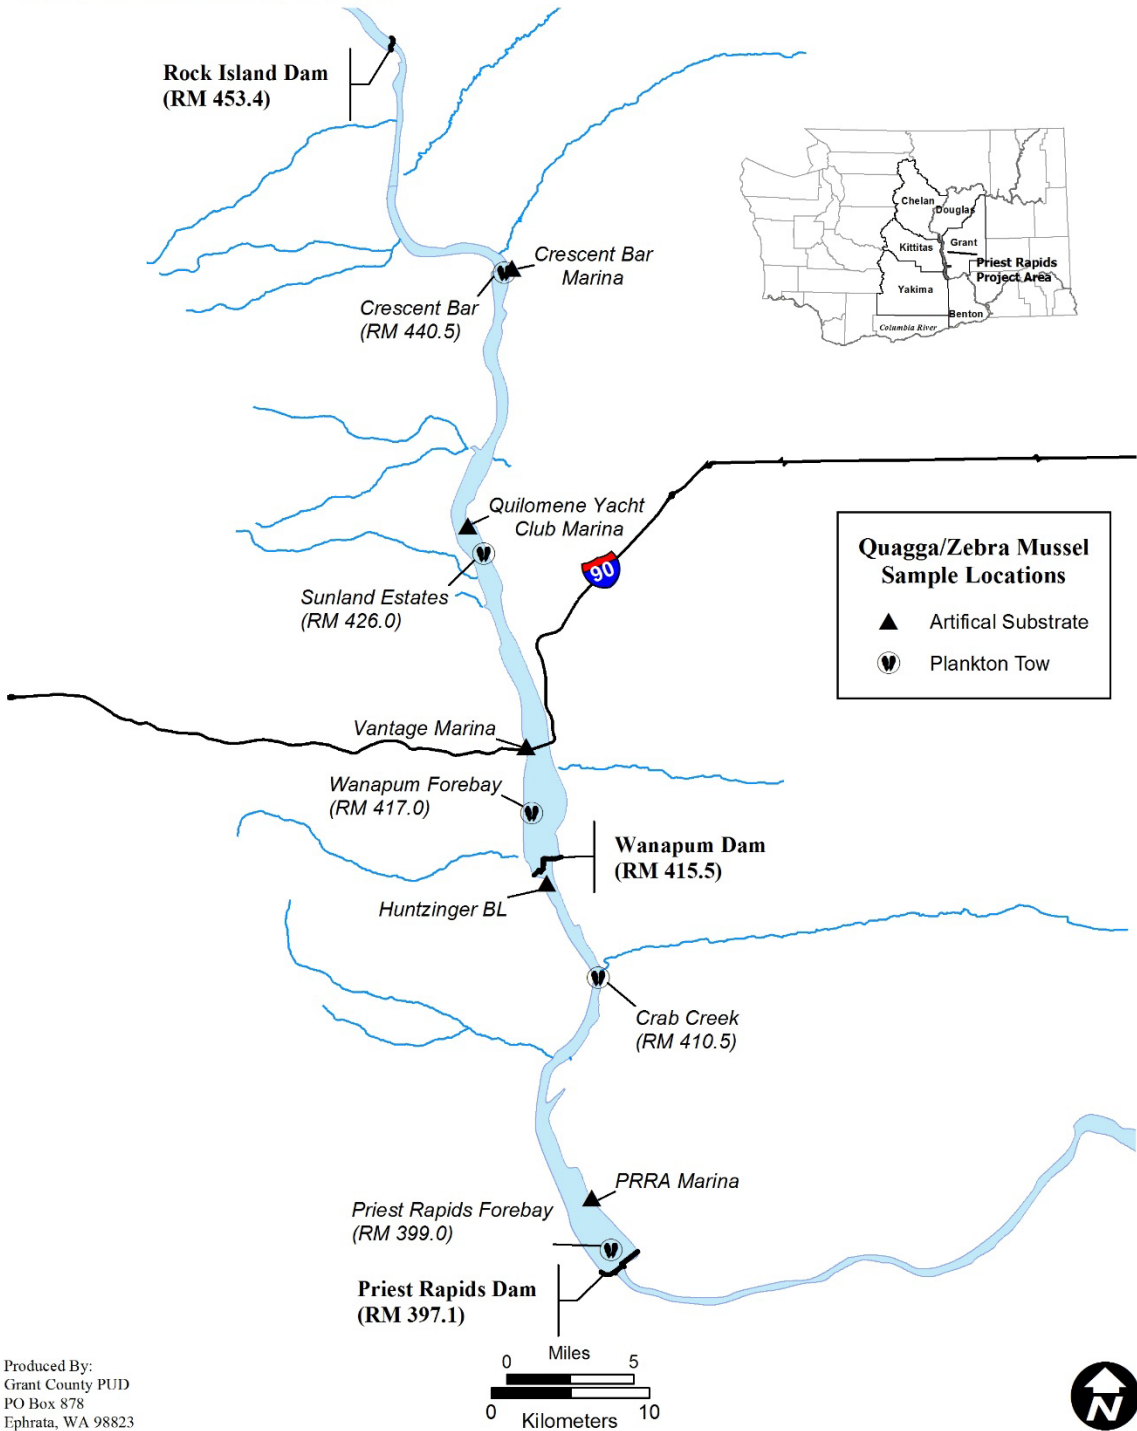 Rock Island Dam
(RM 453.4)
Crescent Bar
Marina
Crescent Bar
(RM 440.5)
Chelan
Douglas
Kittitas
Grant
Priest Rapids
Project Area
Yakima
Benton
Columbia River
Quilomene Yacht
Club Marina
Sunland Estates
(RM 426.0)
90
Quagga/Zebra Mussel
Sample Locations
Artifical Substrate
Plankton Tow
Vantage Marina
Wanapum Forebay
(RM 417.0)
Wanapum Dam
(RM 415.5)
Huntzinger BL
Crab Creek
(RM 410.5)
PRRA Marina
Priest Rapids Forebay
(RM 399.0)
Priest Rapids Dam
(RM 397.1)
Miles
0 5
0 10
Kilometers
Produced By:
Grant County PUD
PO Box 878
Ephrata, WA 98823
N